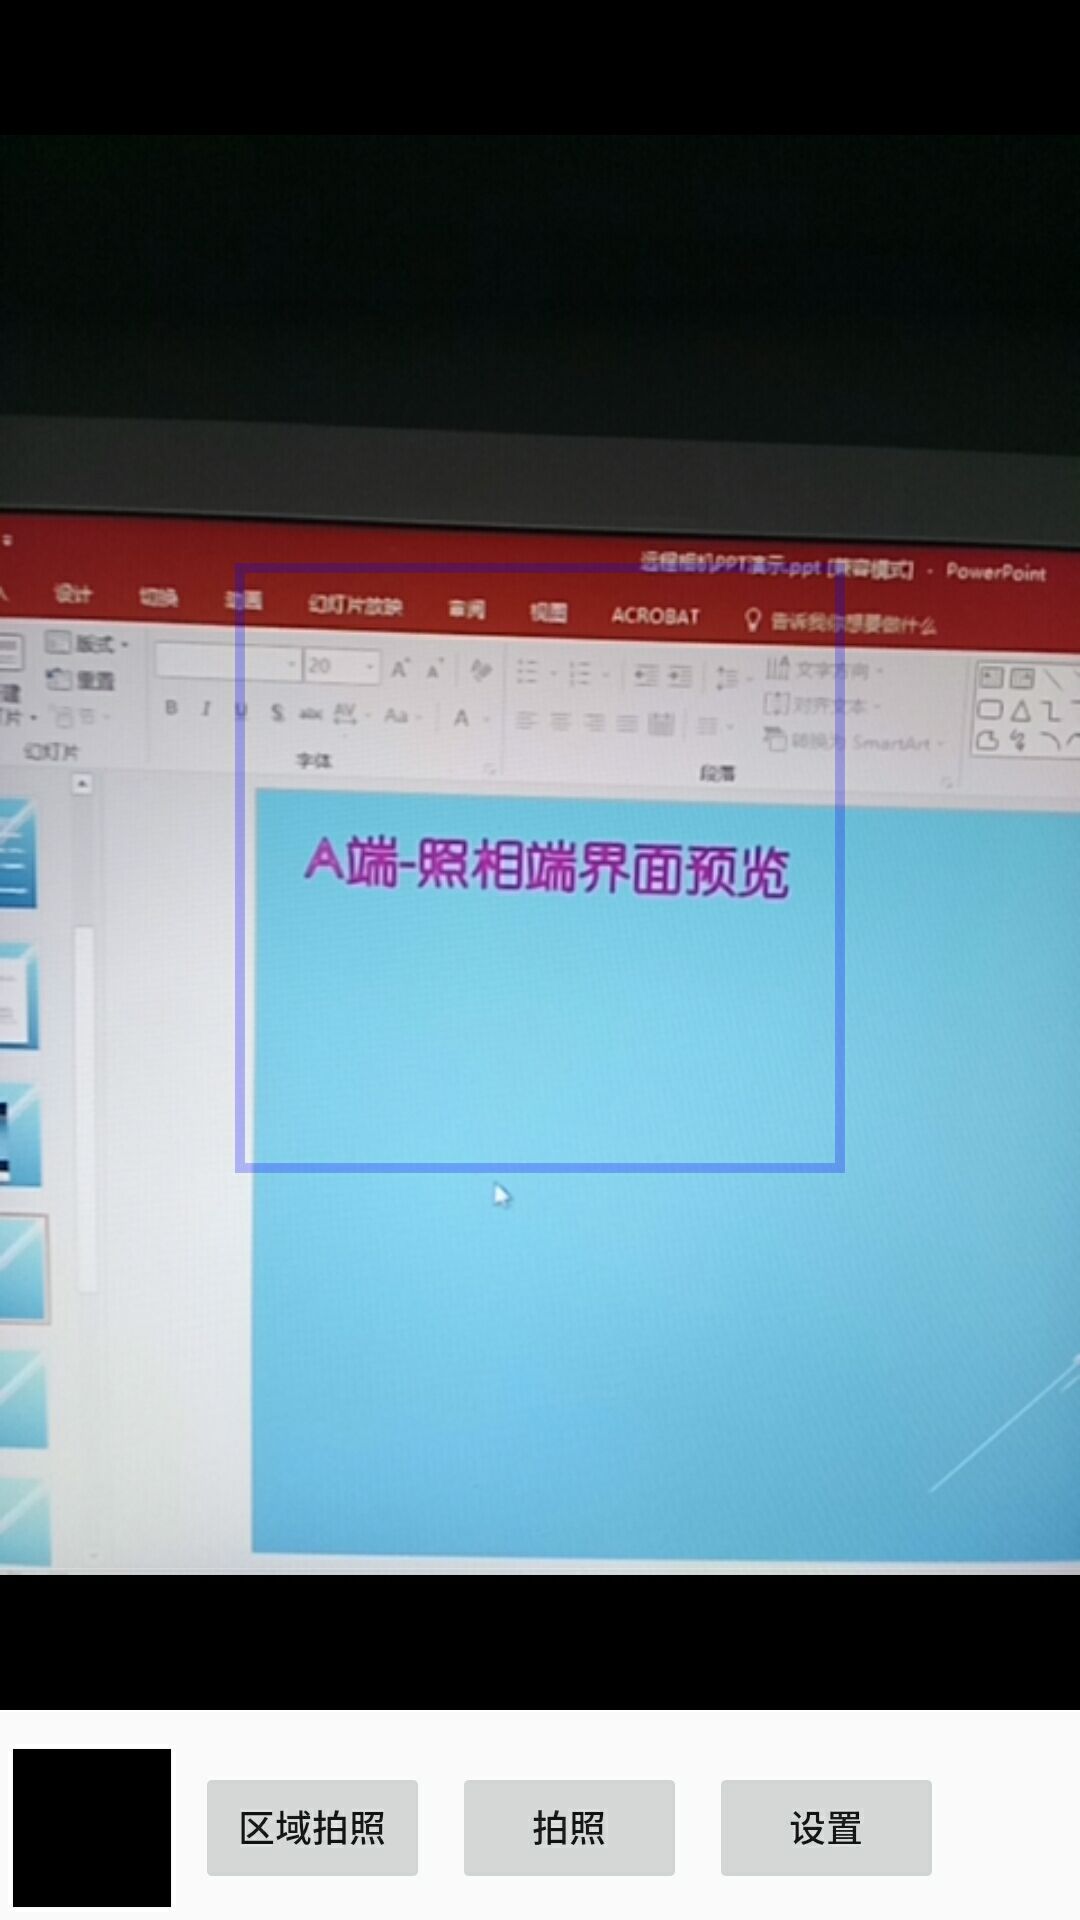 远程相机PPT演示.ppt [兼容模式] - PowerPoint
设计 切换 动画 幻灯片放映 审阅 视图 ACROBAT 告诉我你想要做什么
版式
20
文字方向
重置
B I U S abc AV Aa A
对齐文本
转换为 SmartArt
幻灯片
字体
段落
A端-照相端界面预览
区域拍照
拍照
设置